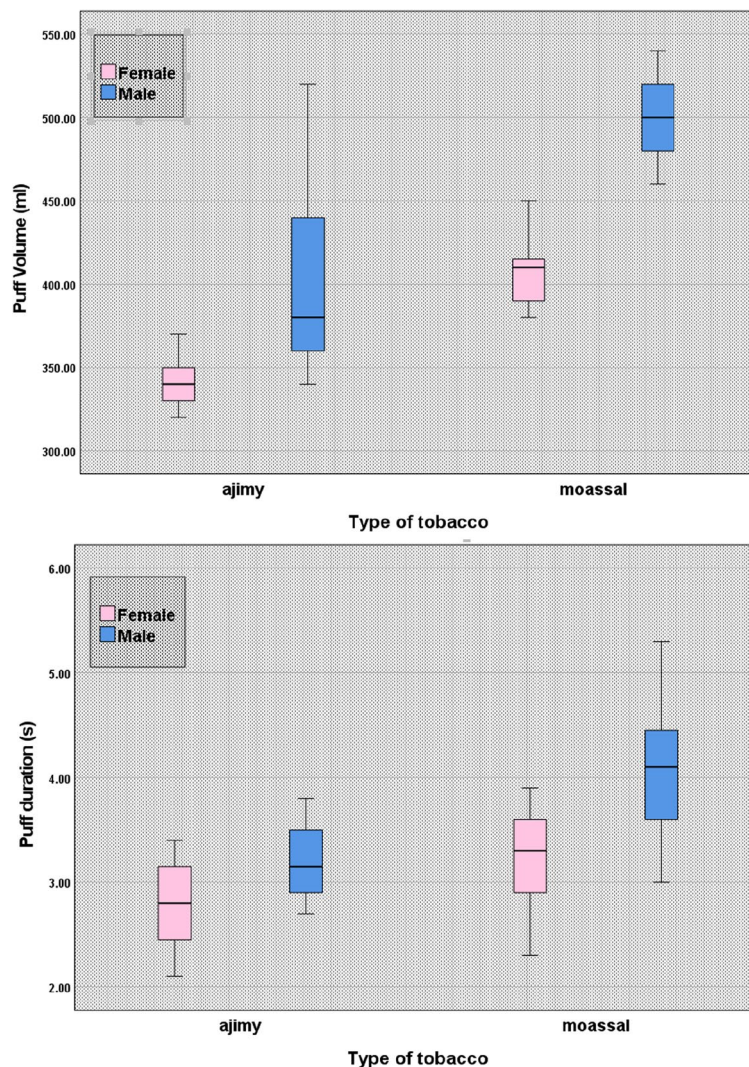 550.00
Female
Male
500.00
450.00
400.00
350.00
300.00
Puff Volume (ml)
ajimy moassal
Type of tobacco
6.00
Female
Male
5.00
4.00
3.00
2.00
Puff duration (s)
ajimy moassal
Type of tobacco